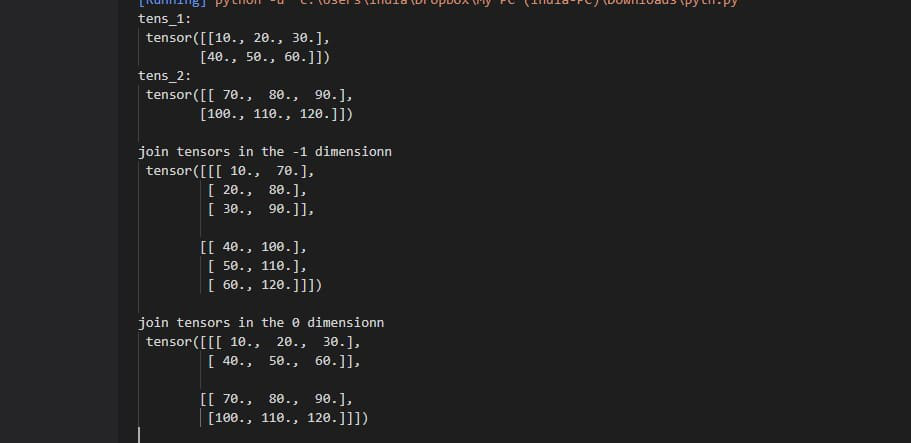 [Running] python -u "c:\Users\india\Dropbox\My PC (india-PC)\Downloads\pyth.py"
tens_1:
tensor([[10., 20., 30.],
[40., 50., 60.]])
tens_2:
tensor([[ 70.,  80.,  90.],
[100., 110., 120.]])
join tensors in the -1 dimensionn
tensor([[[ 10.,  70.],
[ 20.,  80.],
[ 30.,  90.]],
[[ 40., 100.],
[ 50., 110.],
[ 60., 120.]]])
join tensors in the 0 dimensionn
tensor([[[ 10.,  20.,  30.],
[ 40.,  50.,  60.]],
[[ 70.,  80.,  90.],
[100., 110., 120.]]])